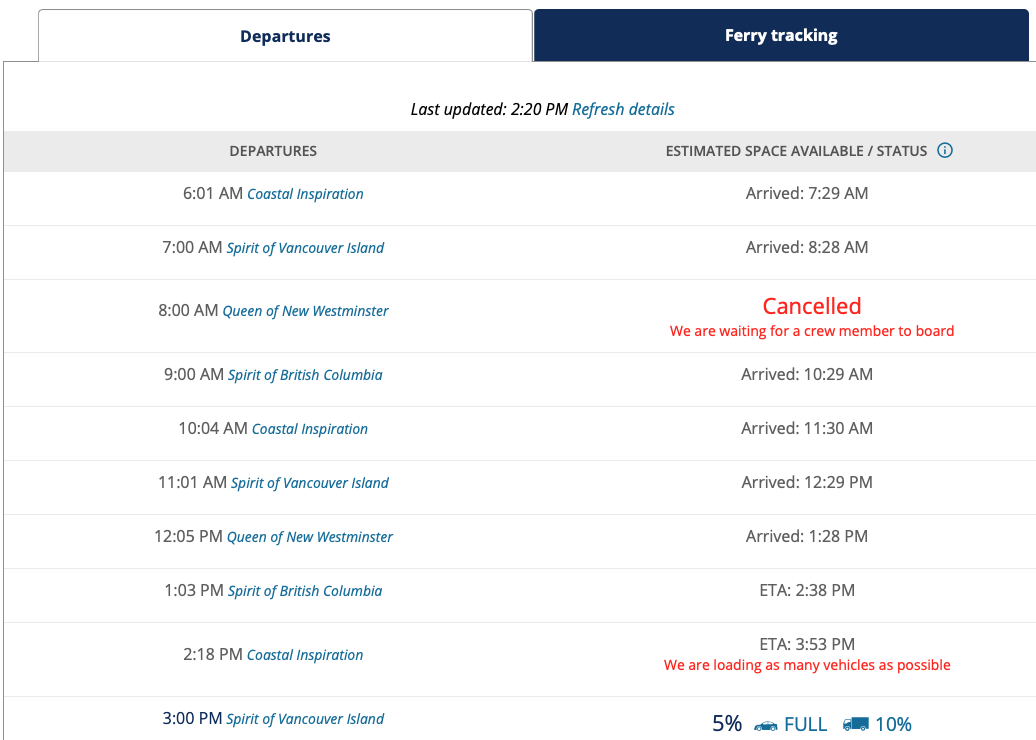 Departures
Ferry tracking
Last updated: 2:20 PM Refresh details
DEPARTURES
ESTIMATED SPACE AVAILABLE / STATUS
6:01 AM Coastal Inspiration
Arrived: 7:29 AM
7:00 AM Spirit of Vancouver Island
Arrived: 8:28 AM
8:00 AM Queen of New Westminster
Cancelled
We are waiting for a crew member to board
9:00 AM Spirit of British Columbia
Arrived: 10:29 AM
10:04 AM Coastal Inspiration
Arrived: 11:30 AM
11:01 AM Spirit of Vancouver Island
Arrived: 12:29 PM
12:05 PM Queen of New Westminster
Arrived: 1:28 PM
1:03 PM Spirit of British Columbia
ETA: 2:38 PM
2:18 PM Coastal Inspiration
ETA: 3:53 PM
We are loading as many vehicles as possible
3:00 PM Spirit of Vancouver Island
5% FULL 10%